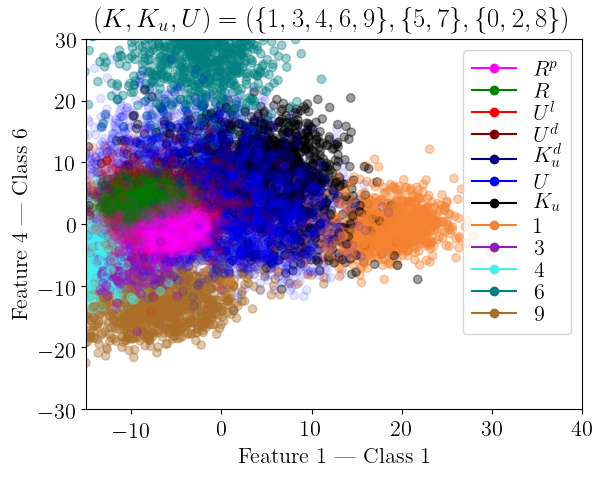 (K, K_u, U) = ({1, 3, 4, 6, 9}, {5, 7}, {0, 2, 8})
30
20
10
0
−10
−20
−30
Feature 4 — Class 6
R^p
R
U^l
U^d
K_u^d
U
K_u
1
3
4
6
9
−10
0
10
20
30
40
Feature 1 — Class 1